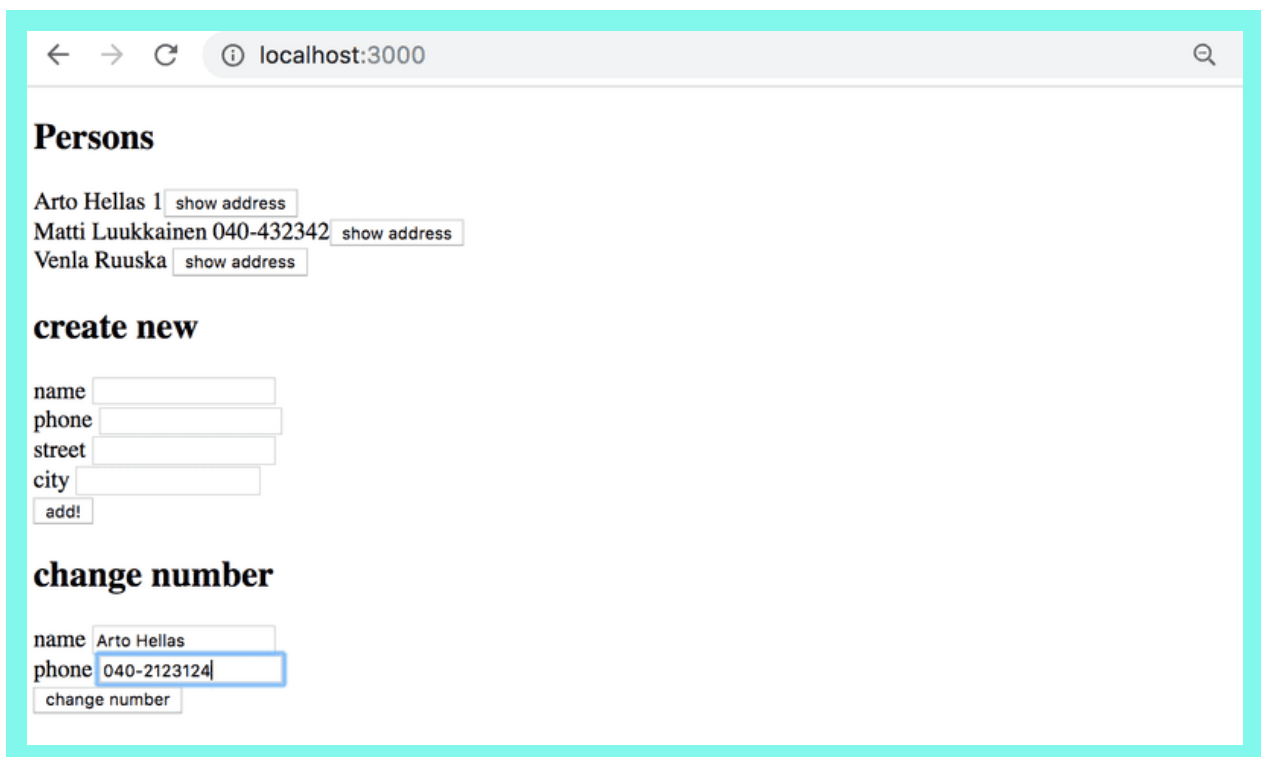 localhost:3000
Persons
Arto Hellas 1 show address
Matti Luukkainen 040-432342 show address
Venla Ruuska show address
create new
name
phone
street
city
add!
change number
name Arto Hellas
phone 040-2123124
change number